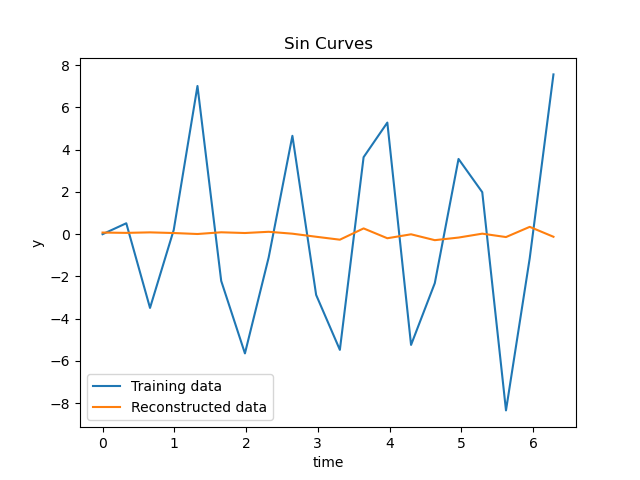 Sin Curves
8
6
4
2
0
−2
−4
−6
−8
y
0 1 2 3 4 5 6
time
Training data
Reconstructed data